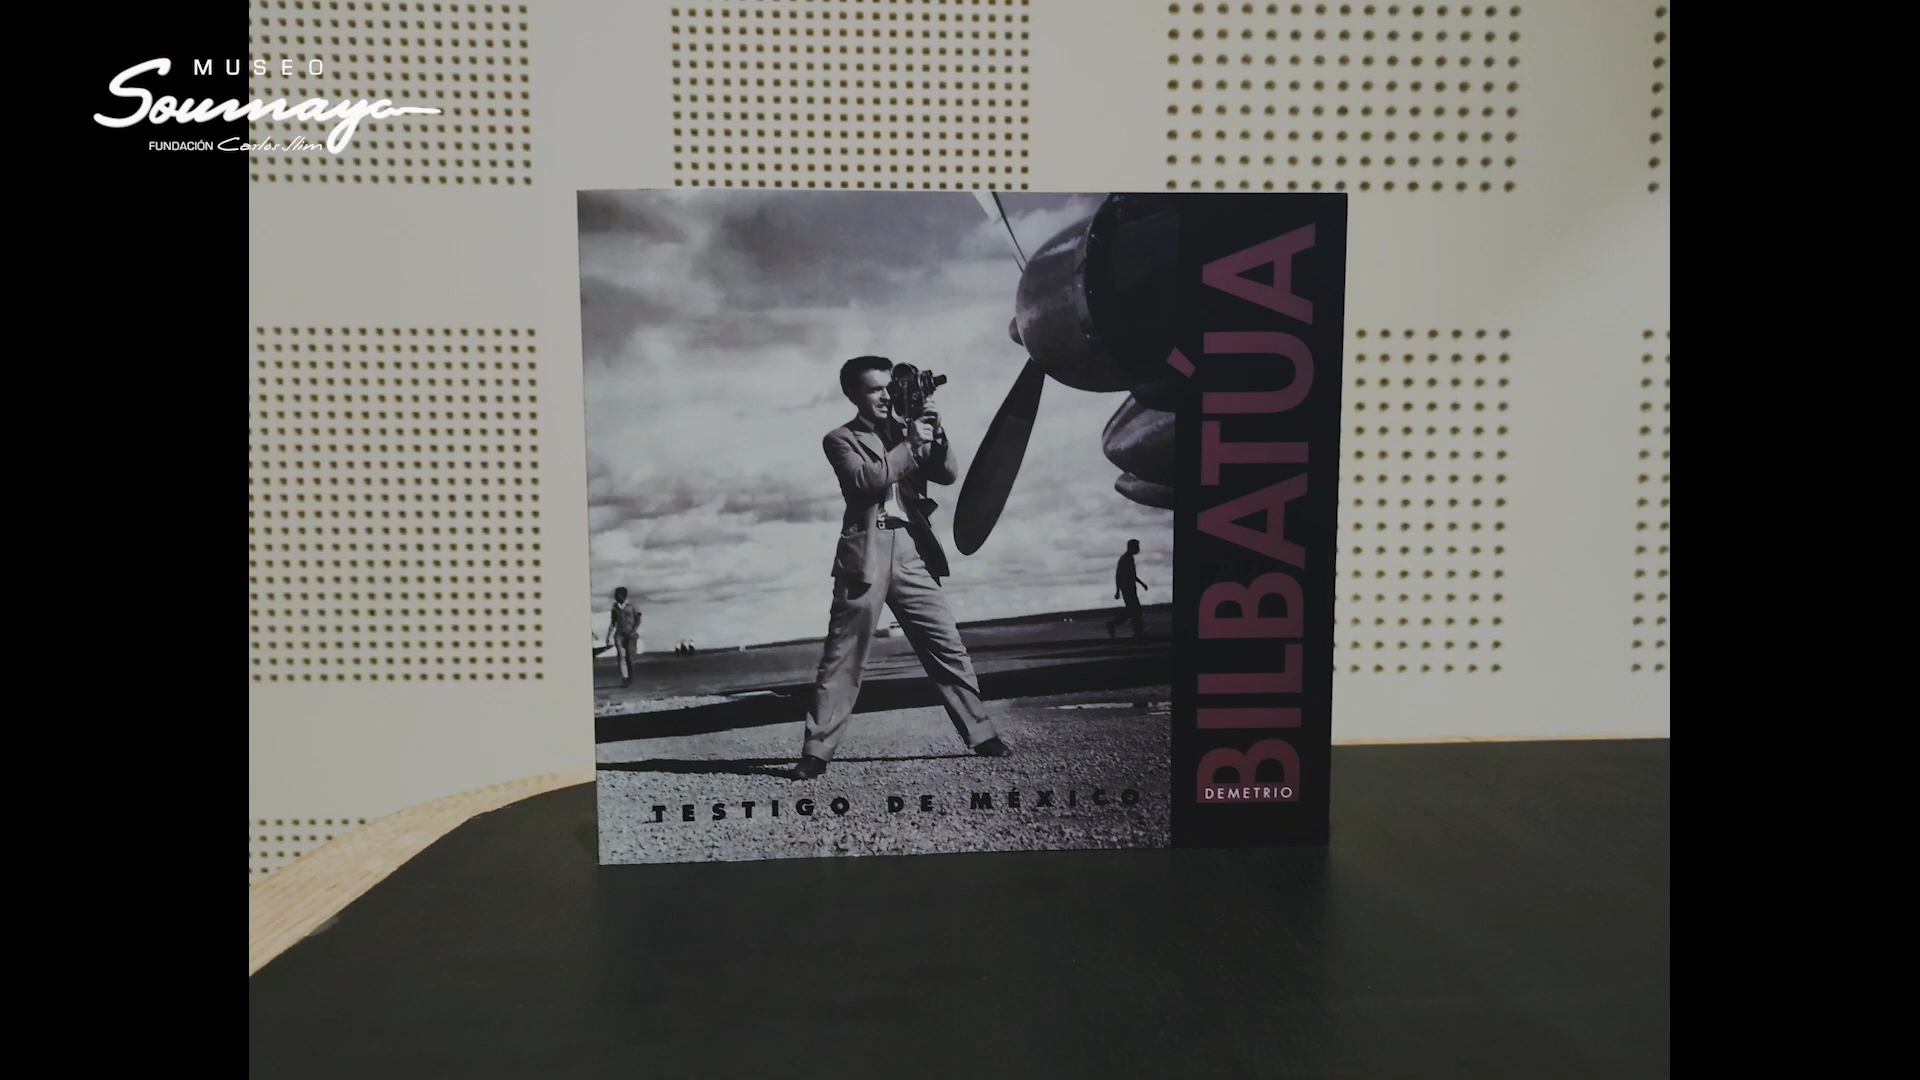 MUSEO
Soumaya
FUNDACIÓN Carlos Slim
BILBATÚA
DEMETRIO
TESTIGO DE MÉXICO